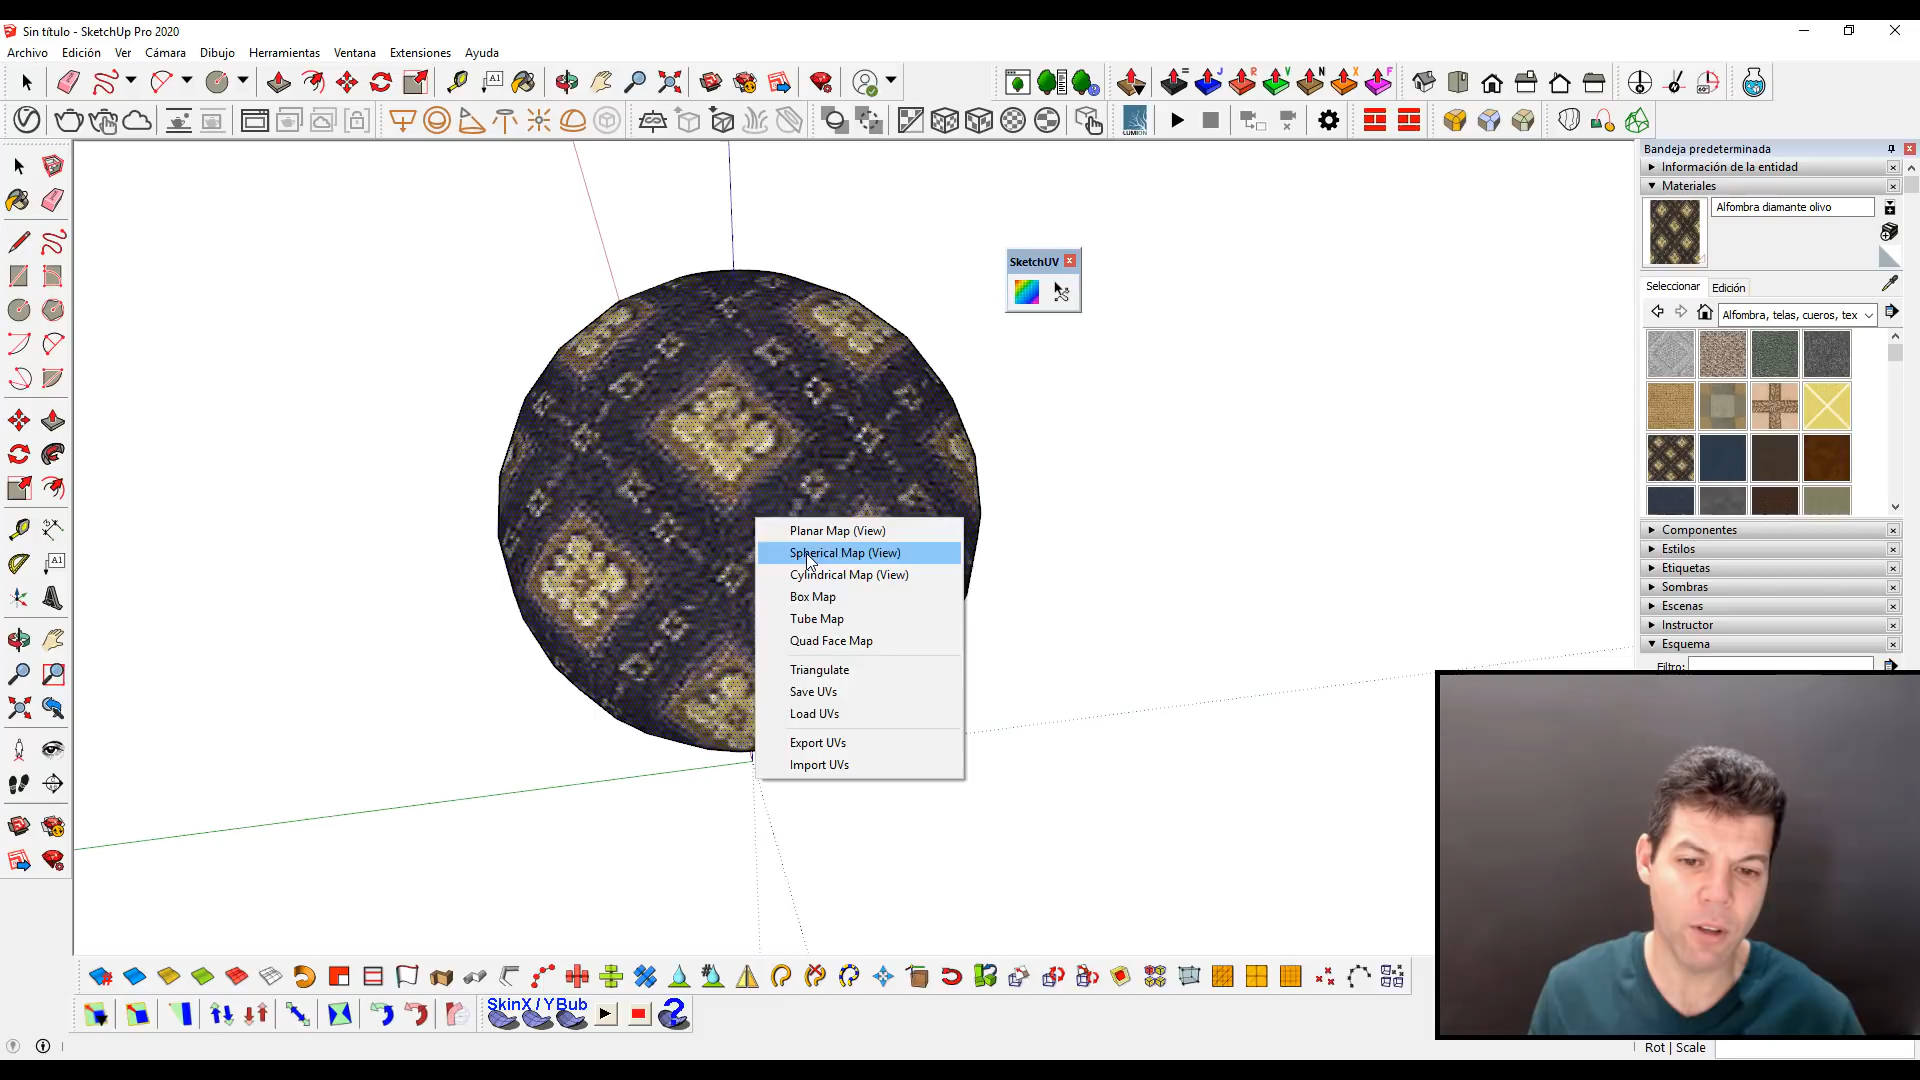 Sin título - SketchUp Pro 2020
Archivo Edición Ver Cámara Dibujo Herramientas Ventana Extensiones Ayuda
A1
= J R V N X F
LUMION
Bandeja predeterminada
Información de la entidad
Materiales
Alfombra diamante olivo
SketchUV
Seleccionar Edición
Alfombra, telas, cueros, tex
Planar Map (View)
Spherical Map (View)
Cylindrical Map (View)
Box Map
Tube Map
Quad Face Map
Triangulate
Save UVs
Load UVs
Export UVs
Import UVs
Componentes
Estilos
Etiquetas
Sombras
Escenas
Instructor
Esquema
Filtro:
A1
SkinX / YBub
Rot | Scale